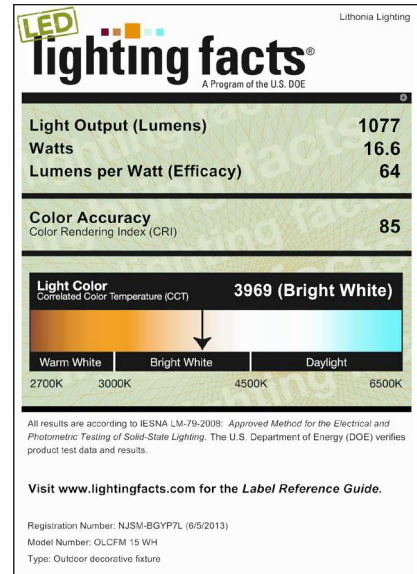 Lithonia Lighting
LED
lighting facts®
A Program of the U.S. DOE
Light Output (Lumens) 1077
Watts 16.6
Lumens per Watt (Efficacy) 64
Color Accuracy
Color Rendering Index (CRI) 85
Light Color
Correlated Color Temperature (CCT) 3969 (Bright White)
Warm White Bright White Daylight
2700K 3000K 4500K 6500K
All results are according to IESNA LM-79-2008: Approved Method for the Electrical and
Photometric Testing of Solid-State Lighting. The U.S. Department of Energy (DOE) verifies
product test data and results.
Visit www.lightingfacts.com for the Label Reference Guide.
Registration Number: NJSM-BGYP7L (6/5/2013)
Model Number: OLCFM 15 WH
Type: Outdoor decorative fixture